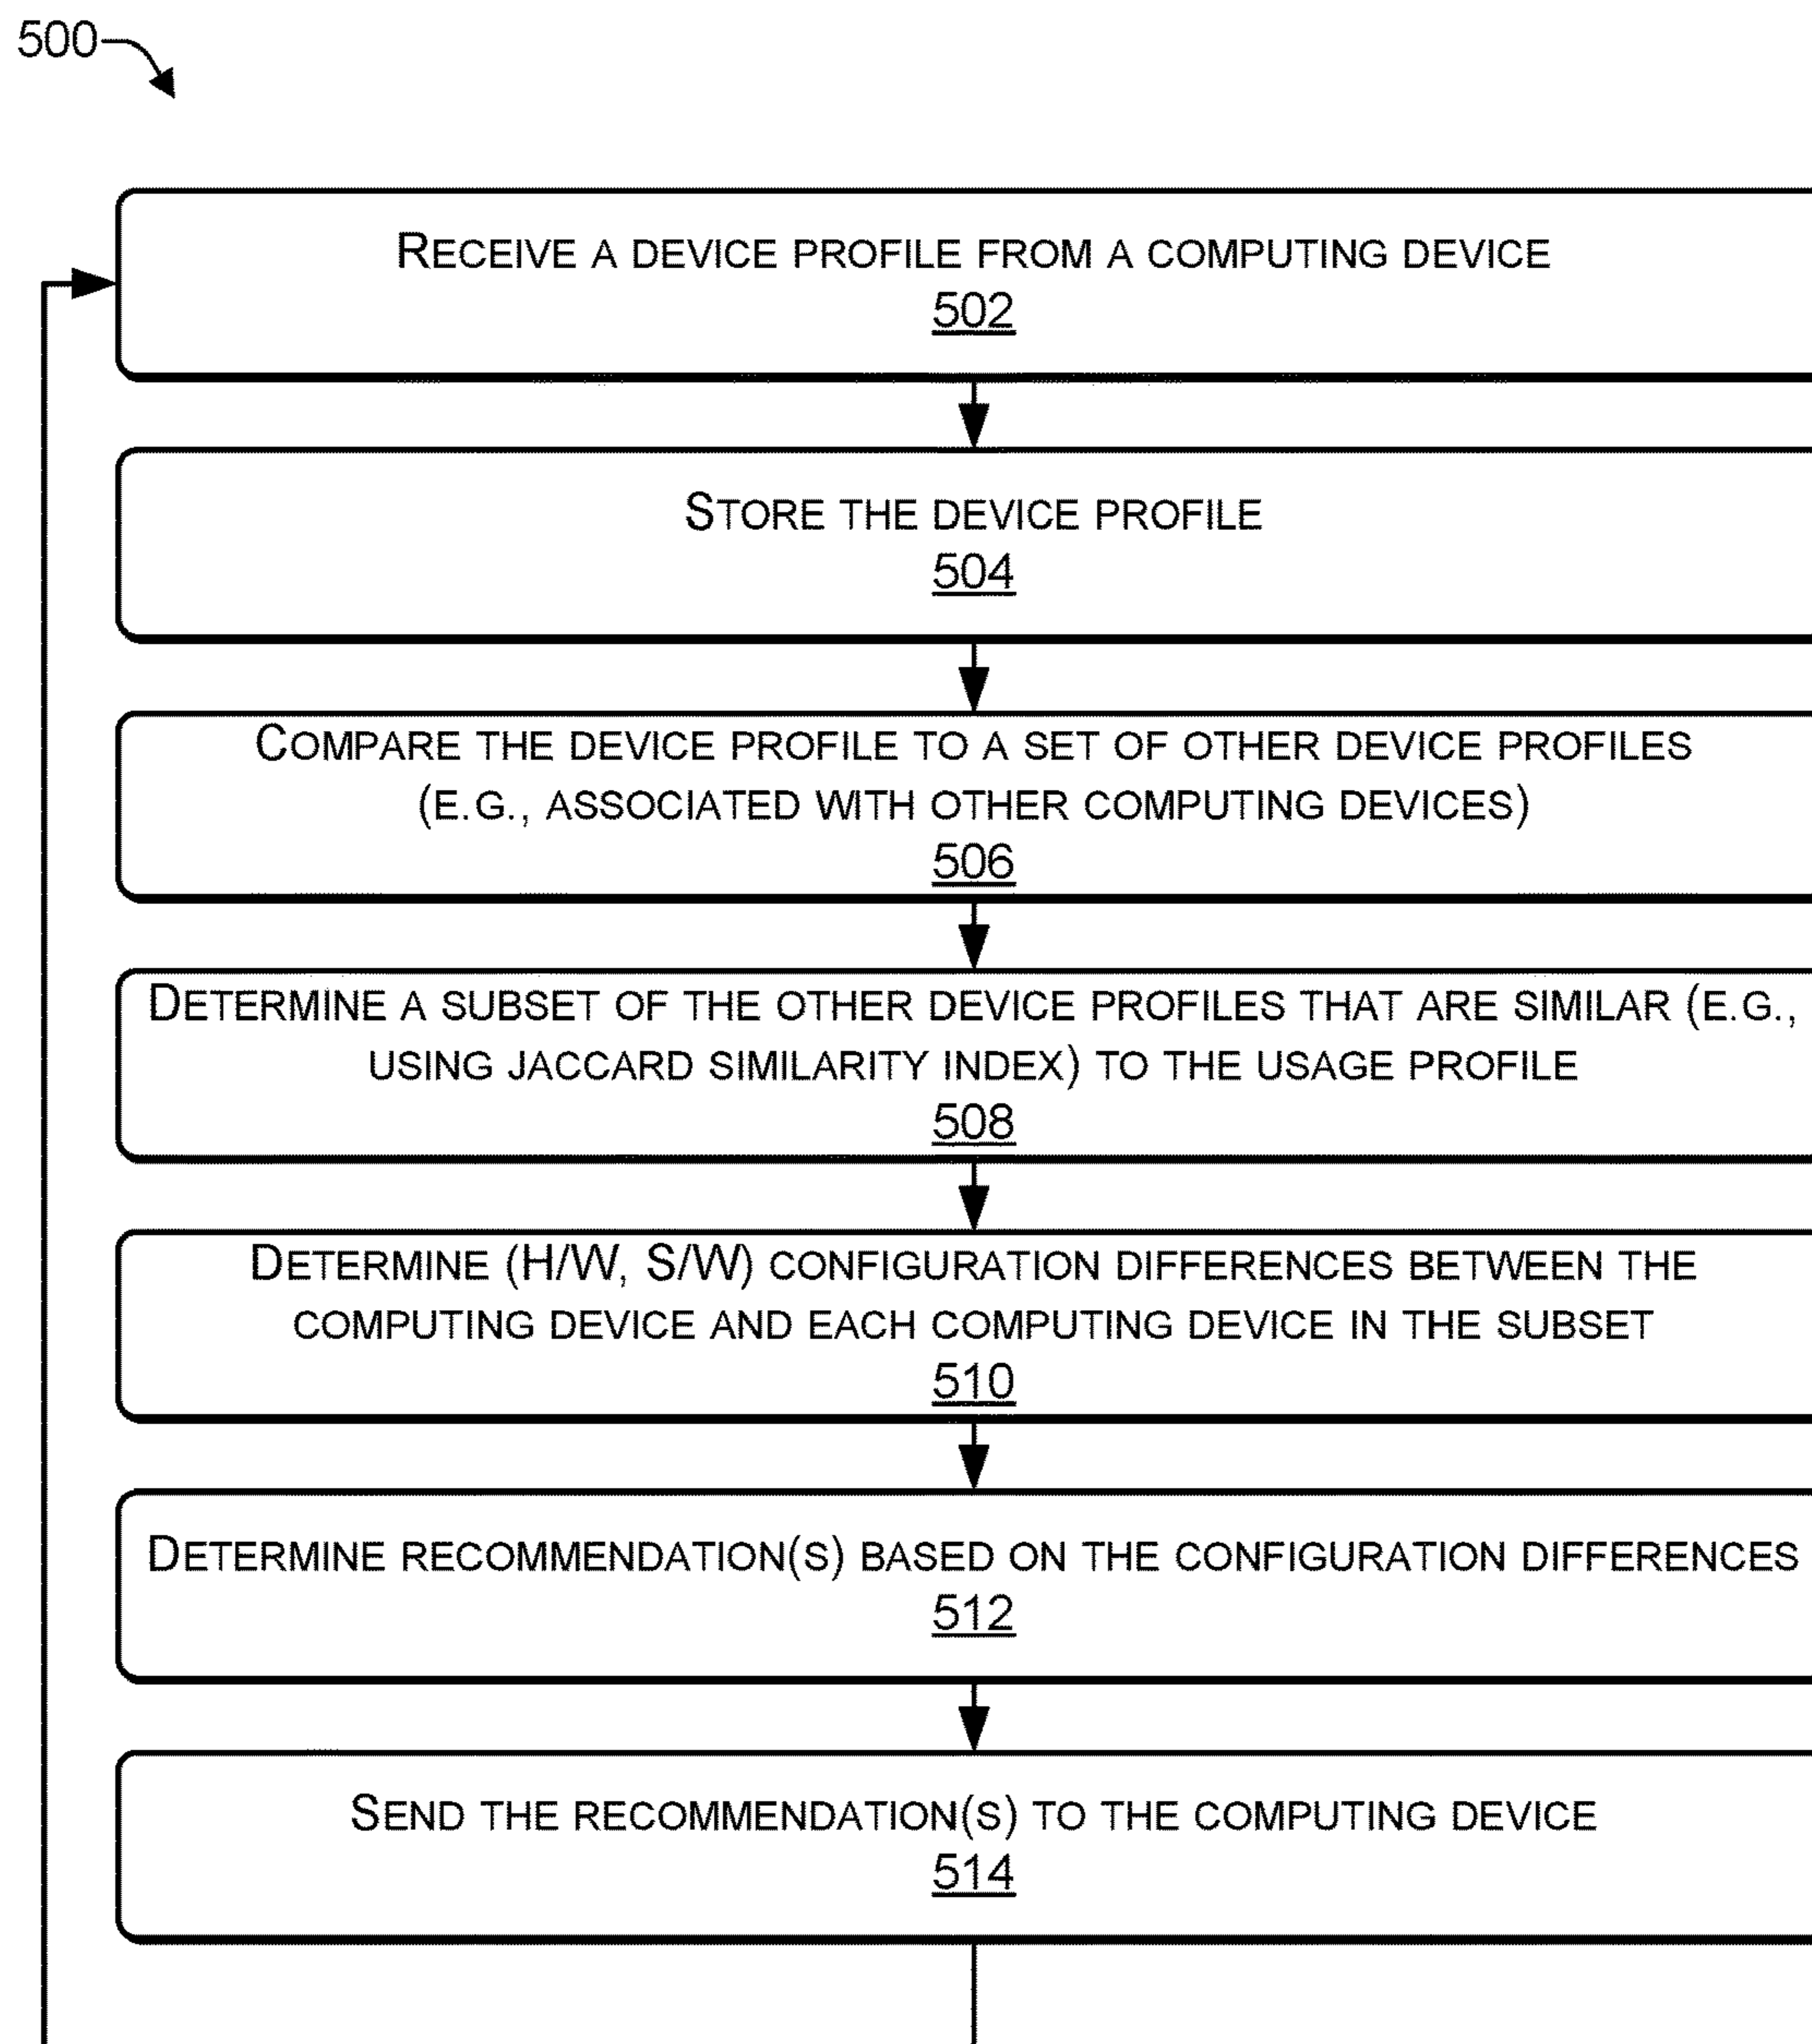 500
RECEIVE A DEVICE PROFILE FROM A COMPUTING DEVICE
502
STORE THE DEVICE PROFILE
504
COMPARE THE DEVICE PROFILE TO A SET OF OTHER DEVICE PROFILES
(E.G., ASSOCIATED WITH OTHER COMPUTING DEVICES)
506
DETERMINE A SUBSET OF THE OTHER DEVICE PROFILES THAT ARE SIMILAR (E.G.,
USING JACCARD SIMILARITY INDEX) TO THE USAGE PROFILE
508
DETERMINE (H/W, S/W) CONFIGURATION DIFFERENCES BETWEEN THE
COMPUTING DEVICE AND EACH COMPUTING DEVICE IN THE SUBSET
510
DETERMINE RECOMMENDATION(S) BASED ON THE CONFIGURATION DIFFERENCES
512
SEND THE RECOMMENDATION(S) TO THE COMPUTING DEVICE
514